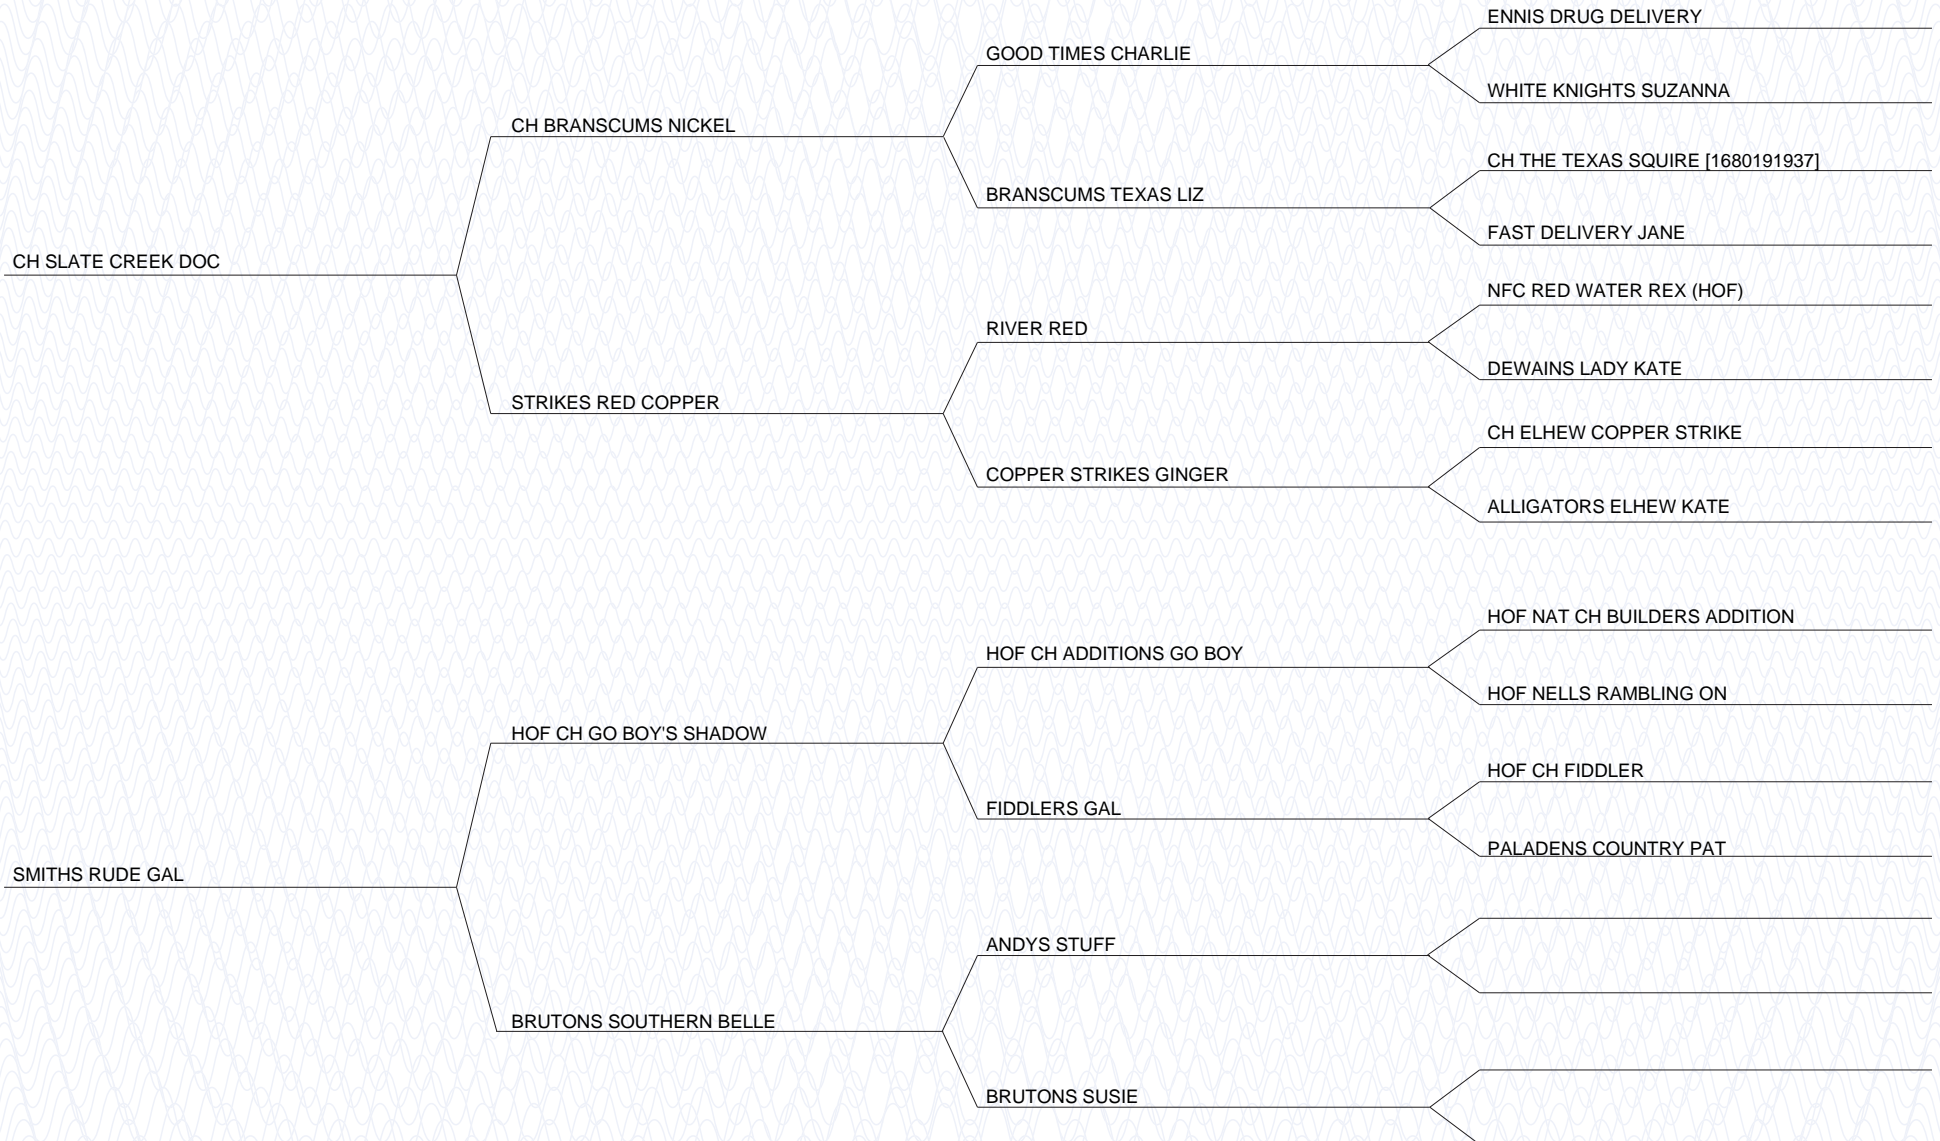 ENNIS DRUG DELIVERY
GOOD TIMES CHARLIE
WHITE KNIGHTS SUZANNA
CH BRANSCUMS NICKEL
CH THE TEXAS SQUIRE [1680191937]
BRANSCUMS TEXAS LIZ
FAST DELIVERY JANE
CH SLATE CREEK DOC
NFC RED WATER REX (HOF)
RIVER RED
DEWAINS LADY KATE
STRIKES RED COPPER
CH ELHEW COPPER STRIKE
COPPER STRIKES GINGER
ALLIGATORS ELHEW KATE
HOF NAT CH BUILDERS ADDITION
HOF CH ADDITIONS GO BOY
HOF NELLS RAMBLING ON
HOF CH GO BOY'S SHADOW
HOF CH FIDDLER
FIDDLERS GAL
PALADENS COUNTRY PAT
SMITHS RUDE GAL
ANDYS STUFF
BRUTONS SOUTHERN BELLE
BRUTONS SUSIE